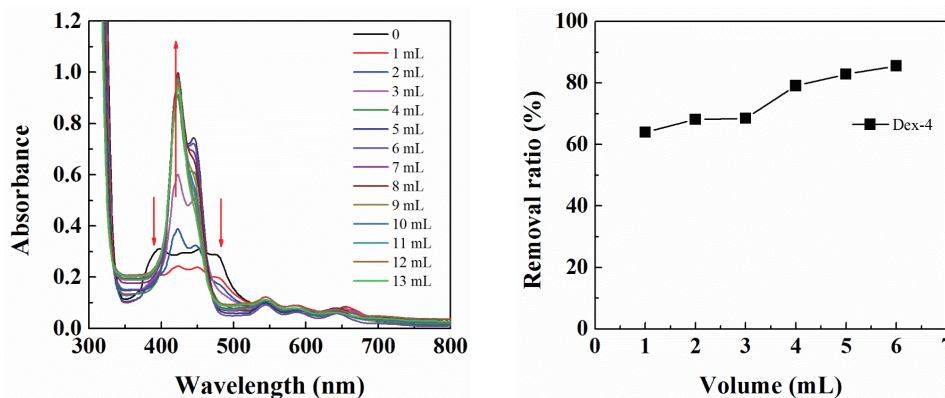 1.2
1.0
0.8
0.6
0.4
0.2
0.0
Absorbance
300 400 500 600 700 800
Wavelength (nm)
0
1 mL
2 mL
3 mL
4 mL
5 mL
6 mL
7 mL
8 mL
9 mL
10 mL
11 mL
12 mL
13 mL
100
80
60
40
20
0
Removal ratio (%)
Dex-4
0 1 2 3 4 5 6 7
Volume (mL)